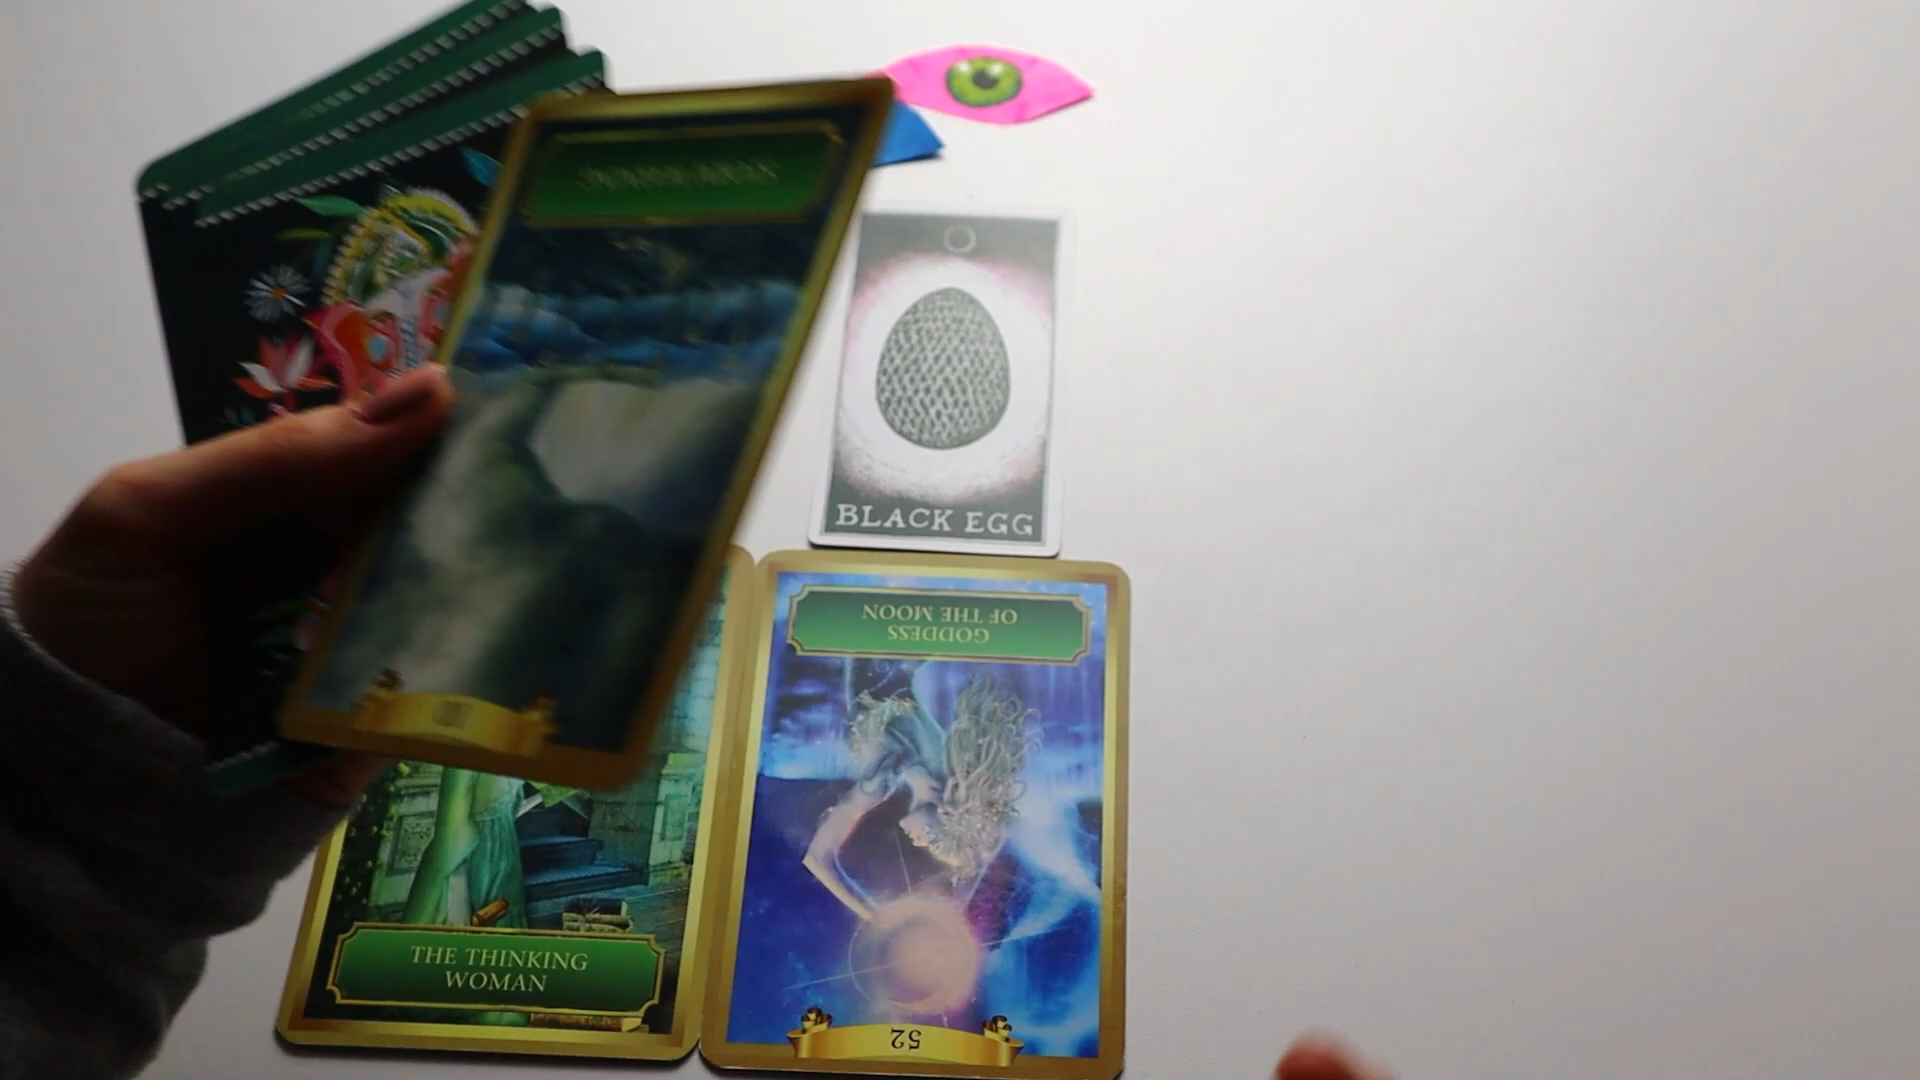 BLACK EGG
GODDESS
OF THE MOON
52
THE THINKING
WOMAN